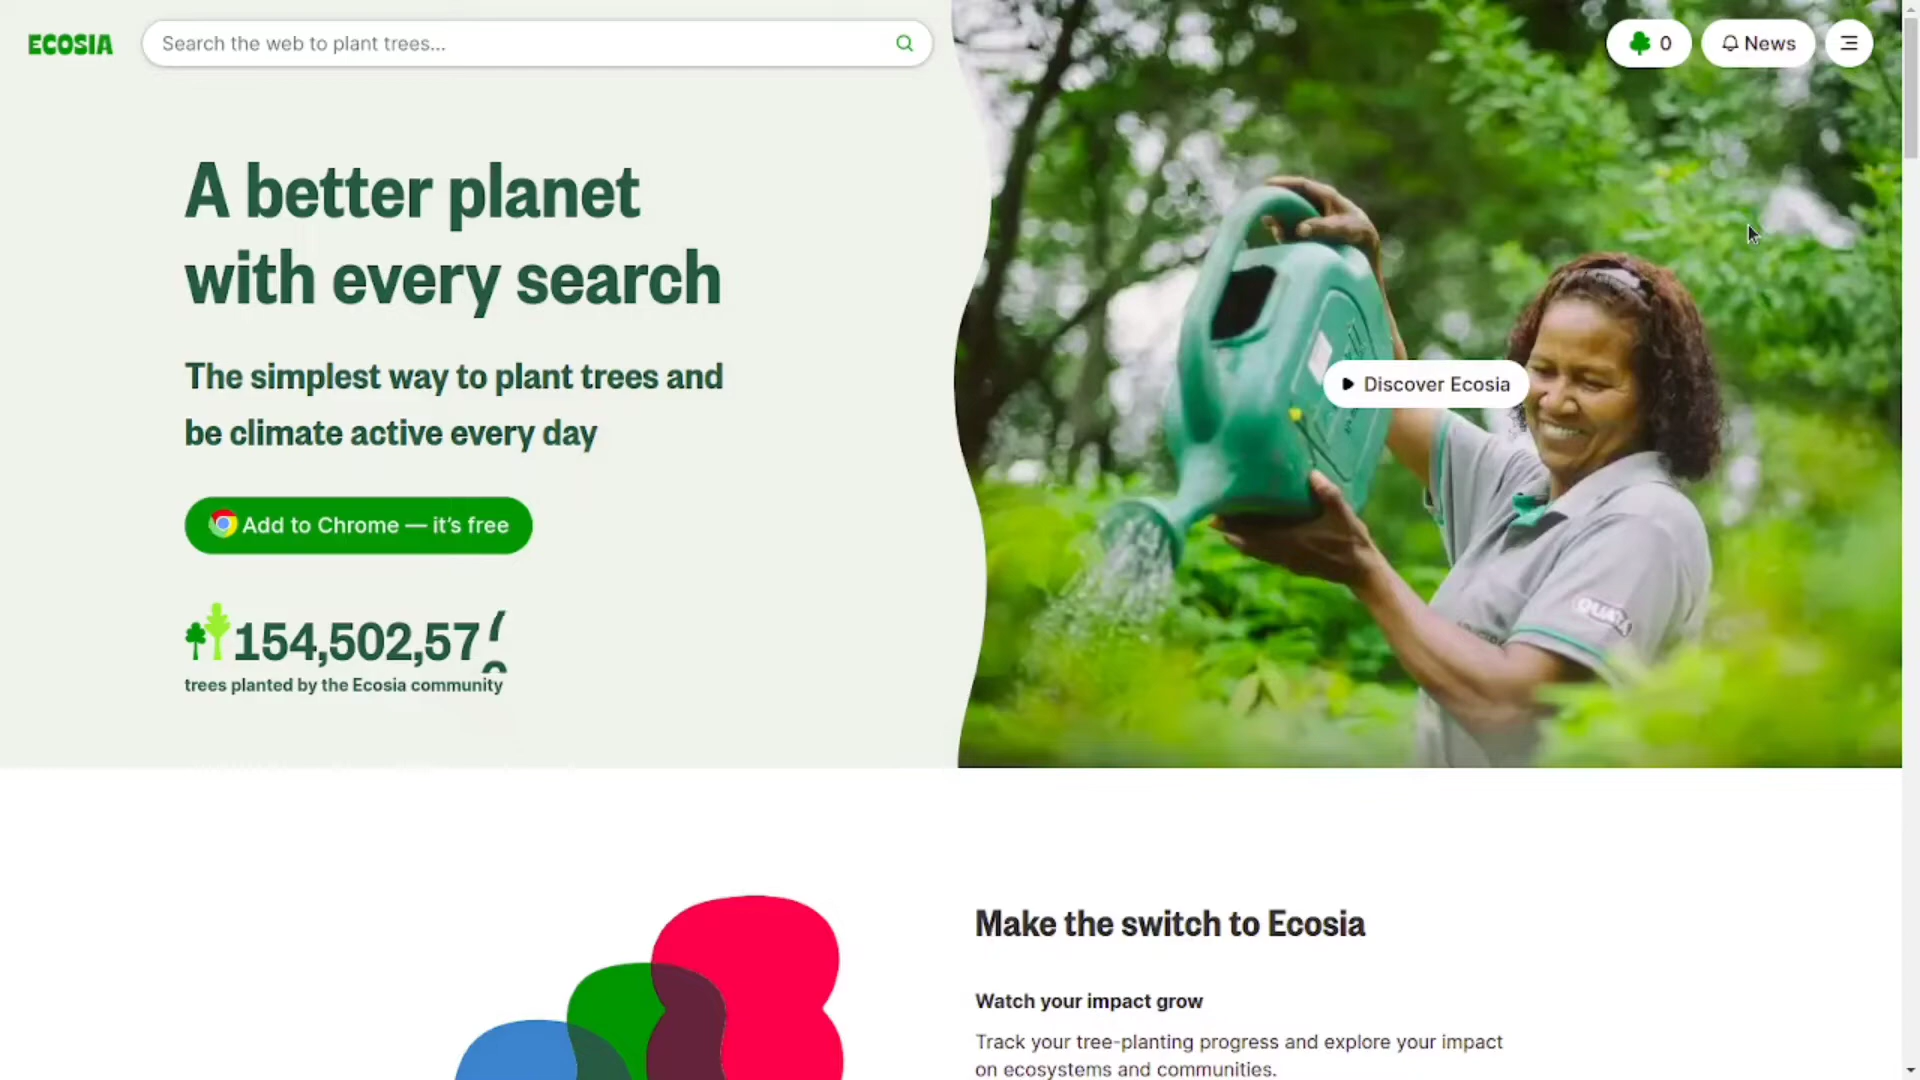 ECOSIA
Search the web to plant trees...
0
News
A better planet
with every search
The simplest way to plant trees and
be climate active every day
Discover Ecosia
Add to Chrome — it's free
154,502,57
trees planted by the Ecosia community
Make the switch to Ecosia
Watch your impact grow
Track your tree-planting progress and explore your impact
on ecosystems and communities.